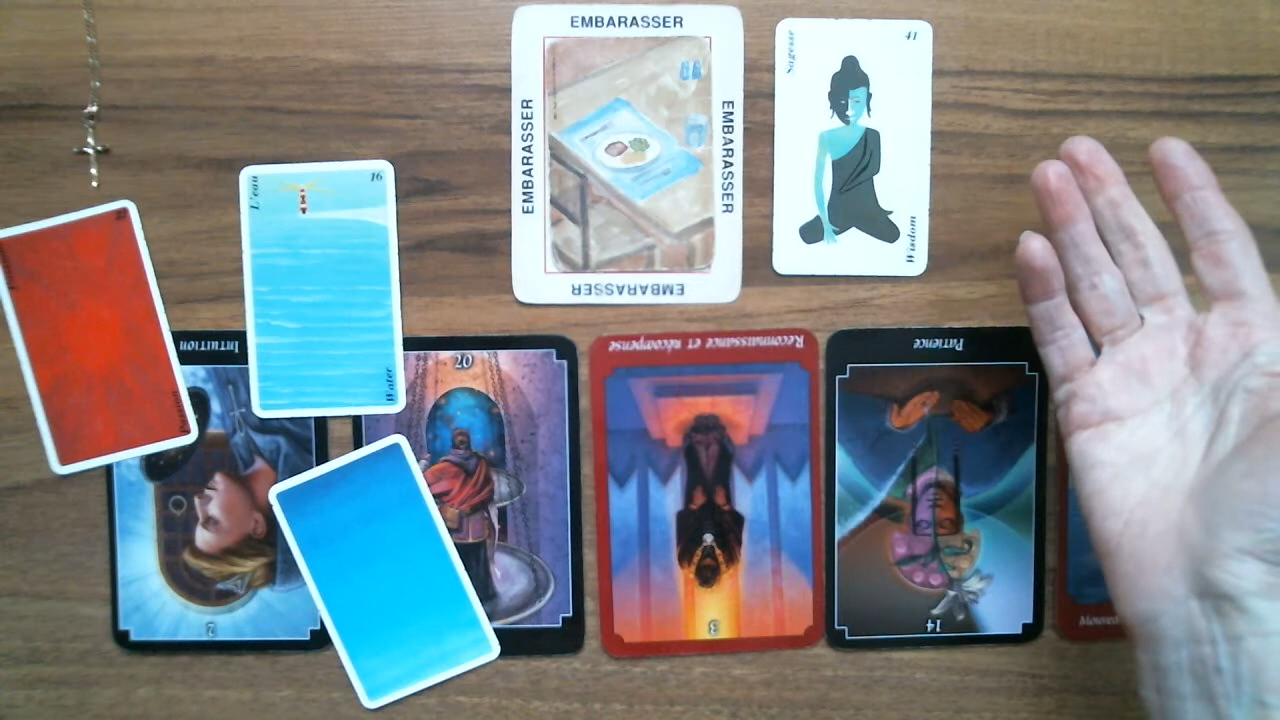 EMBARASSER
EMBARASSER
EMBARASSER
EMBARASSER
Sagesse
41
Wisdom
L'eau
16
Water
Passion
Intuition
2
20
Reconnaissance et récompense
3
Patience
14